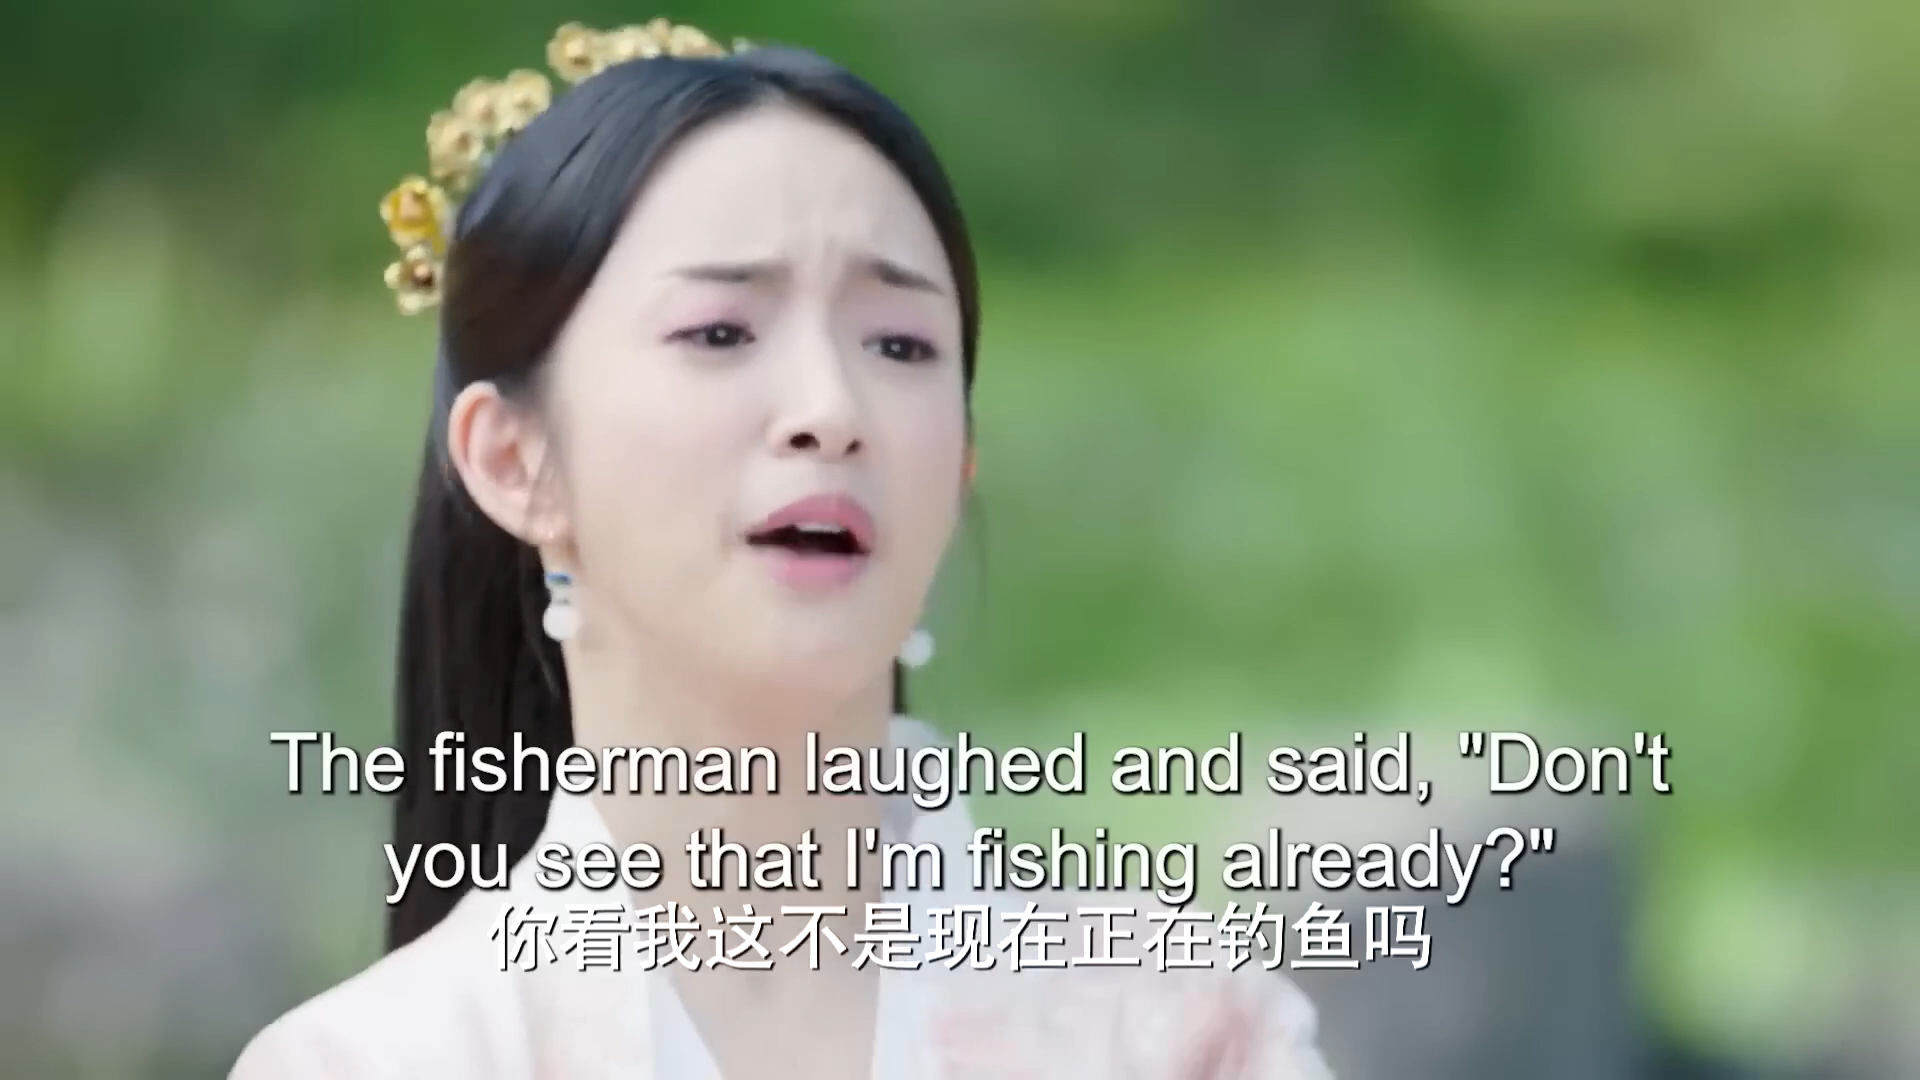 The fisherman laughed and said, "Don't
you see that I'm fishing already?"
你看我这不是现在正在钓鱼吗